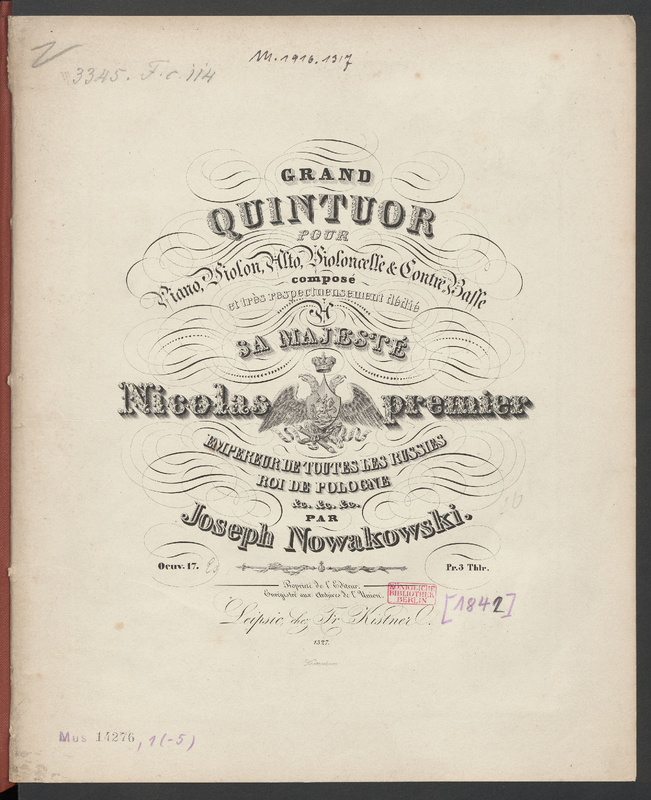 3345. F. c. 114
M. 1916. 1317
GRAND
QUINTUOR
POUR
Piano, Violon, Alto, Violoncelle & Contre Basse
composé
et très respectueusement dédié
A
SA MAJESTÉ
Nicolas premier
EMPEREUR DE TOUTES LES RUSSIES
ROI DE POLOGNE
&c. &c. &c.
PAR
Joseph Nowakowski.
Oeuv. 17. Pr. 3 Thlr.
Propriété de l'Editeur.
Enregistré aux Archives de l'Union.
KÖNIGLICHE
BIBLIOTHEK
BERLIN
[1842]
Leipsic, chez Fr. Kistner.
1327.
Mus 14276, 1(-5)